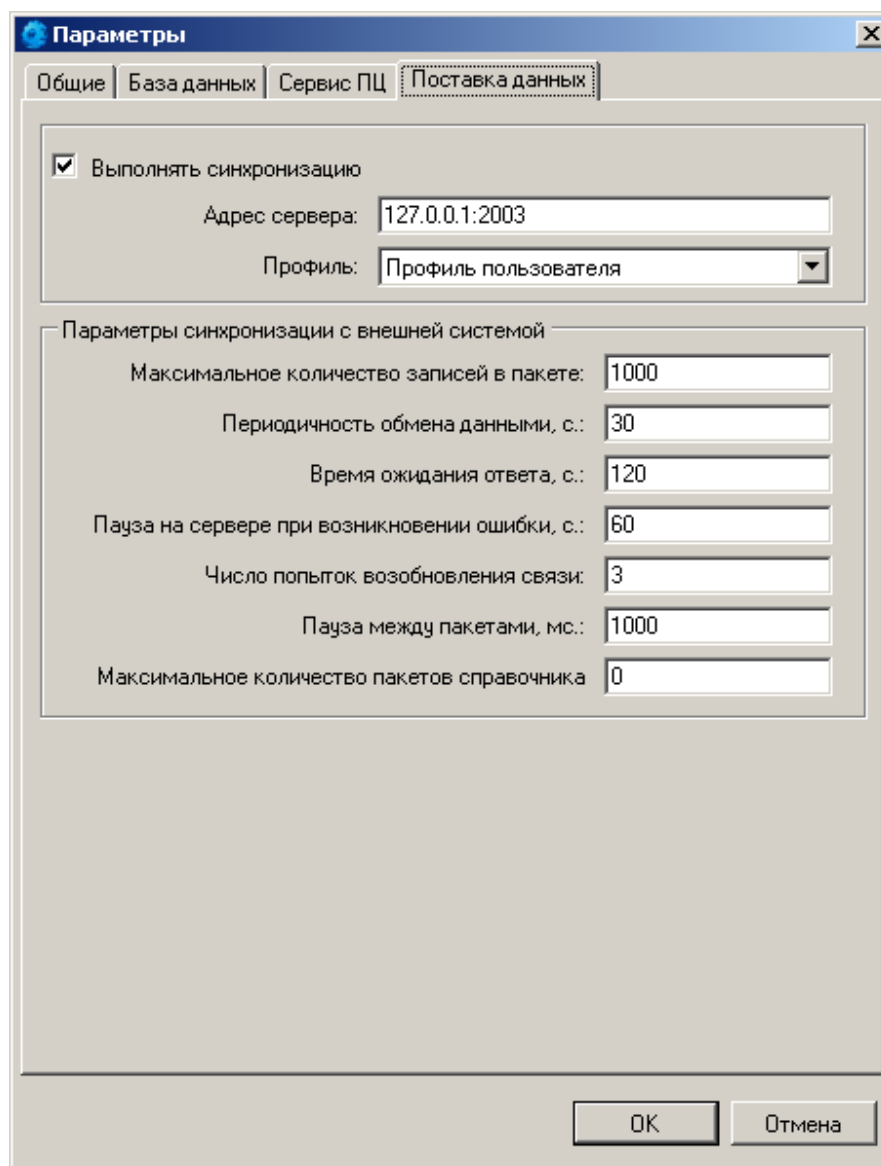 Параметры
Общие База данных Сервис ПЦ Поставка данных
Выполнять синхронизацию
Адрес сервера: 127.0.0.1:2003
Профиль: Профиль пользователя
Параметры синхронизации с внешней системой
Максимальное количество записей в пакете: 1000
Периодичность обмена данными, с.: 30
Время ожидания ответа, с.: 120
Пауза на сервере при возникновении ошибки, с.: 60
Число попыток возобновления связи: 3
Пауза между пакетами, мс.: 1000
Максимальное количество пакетов справочника 0
OK Отмена